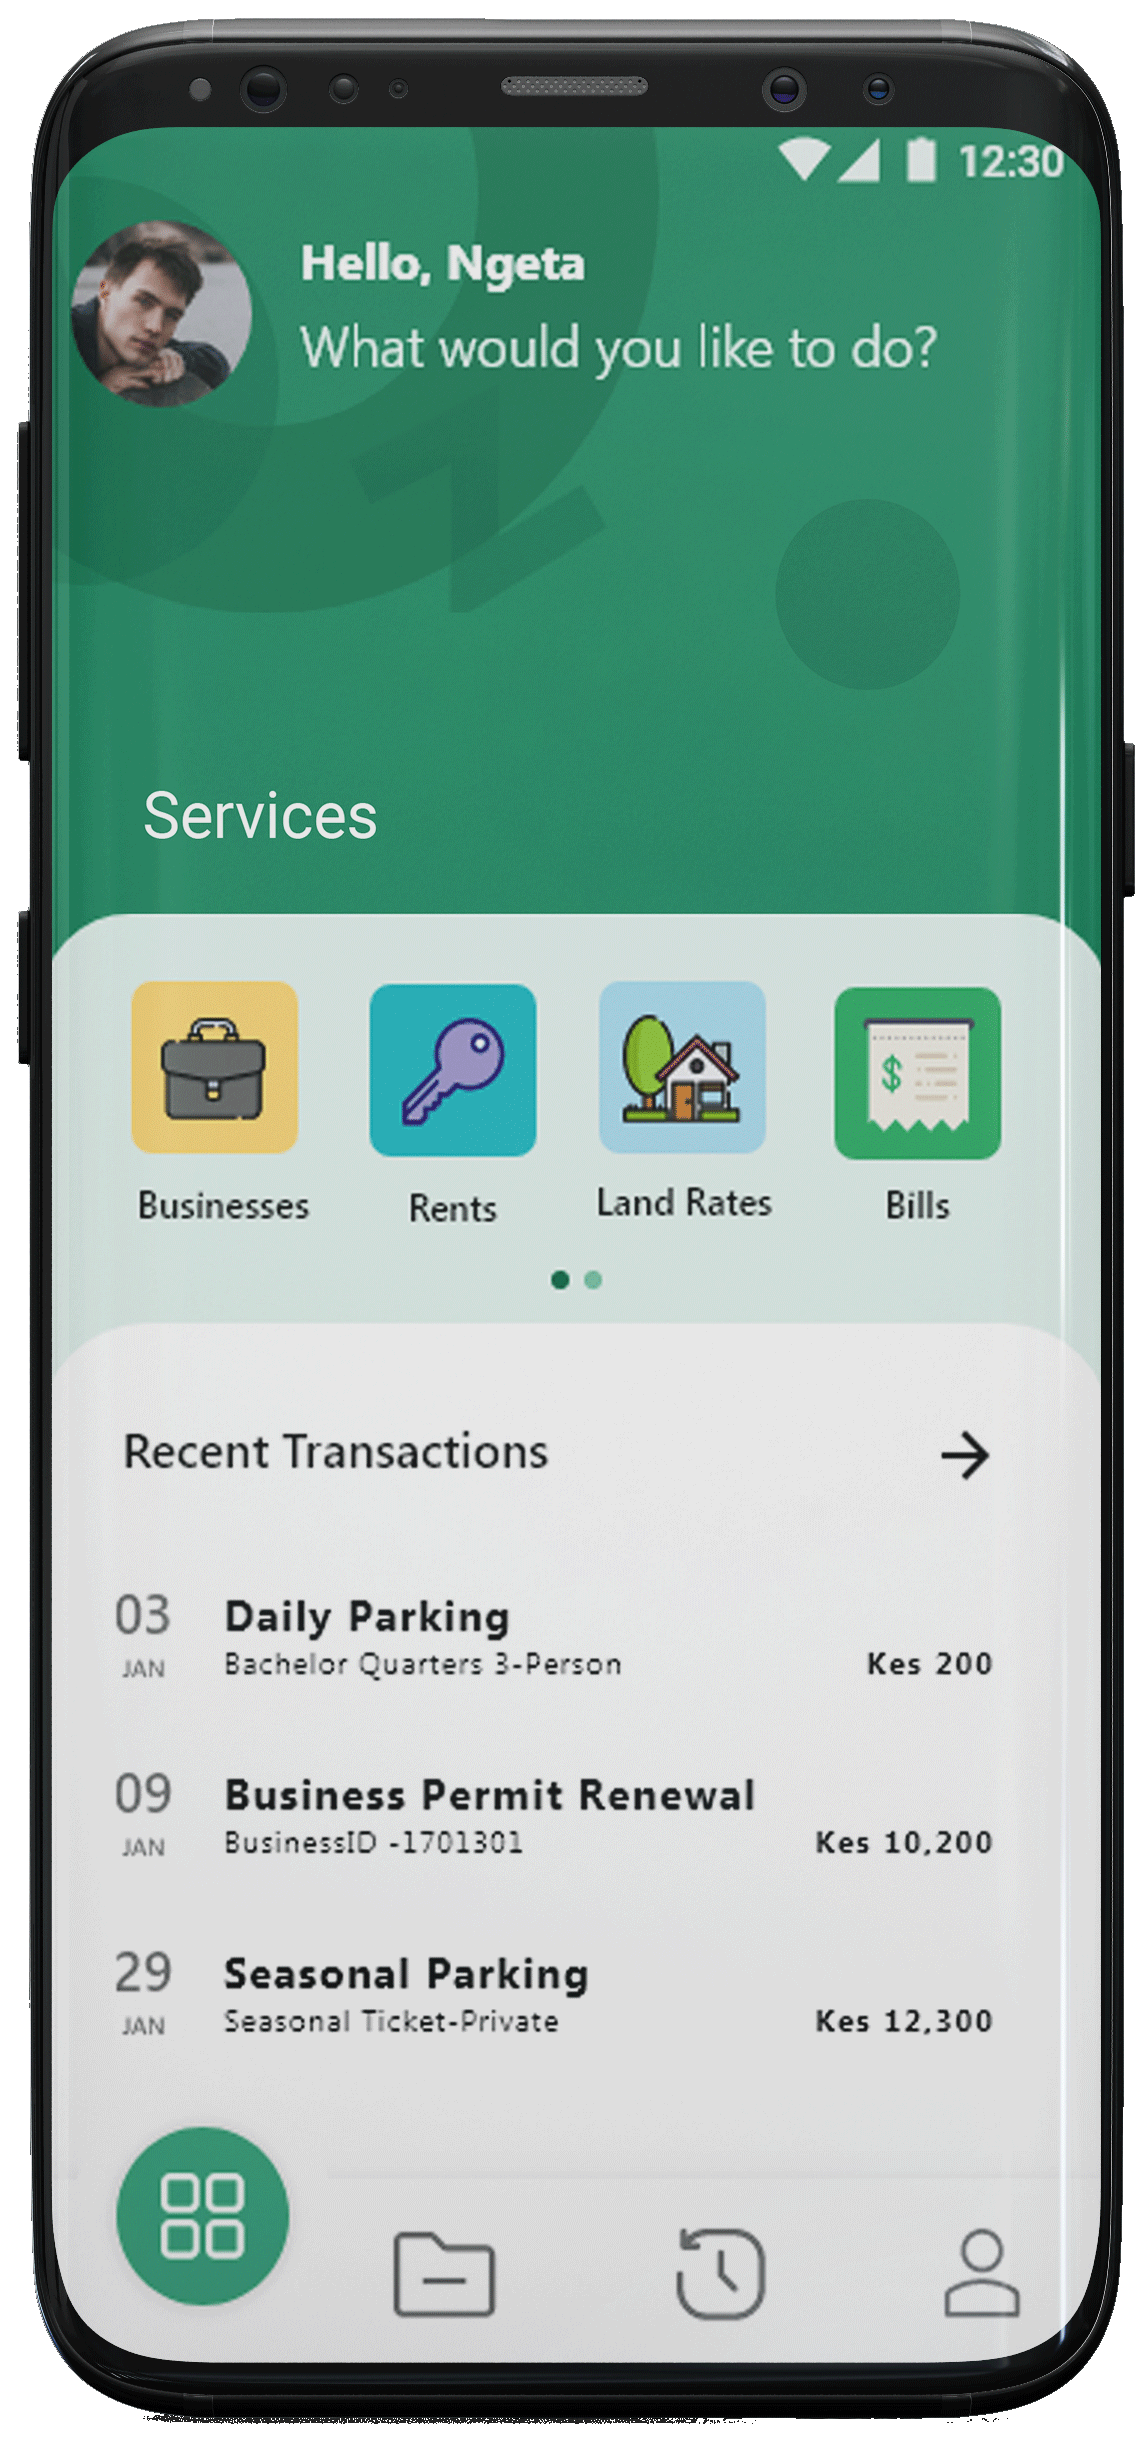 12:30
Hello, Ngeta
What would you like to do?
Services
Businesses Rents Land Rates Bills
$
Recent Transactions
03 Daily Parking
JAN Bachelor Quarters 3-Person Kes 200
09 Business Permit Renewal
JAN BusinessID -1701301 Kes 10,200
29 Seasonal Parking
JAN Seasonal Ticket-Private Kes 12,300